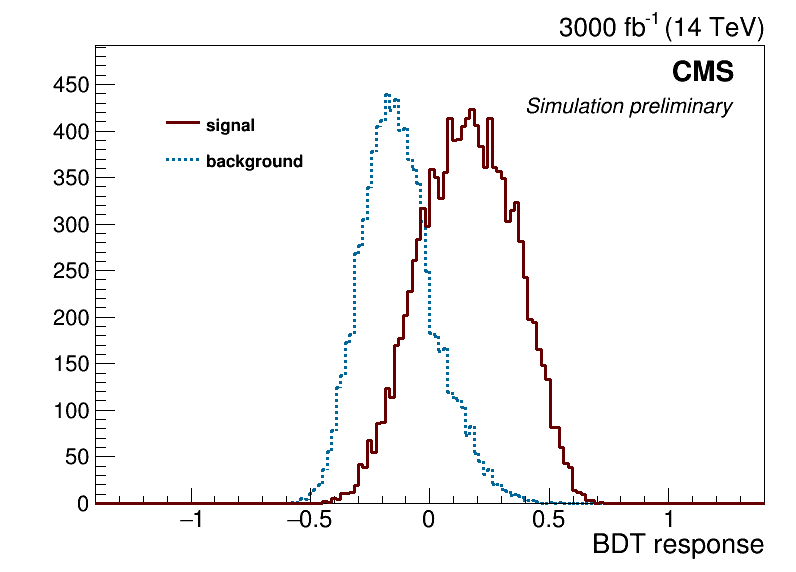 3000 fb-1 (14 TeV)
CMS
Simulation preliminary
signal
background
450
400
350
300
250
200
150
100
50
0
−1
−0.5
0
0.5
1
BDT response